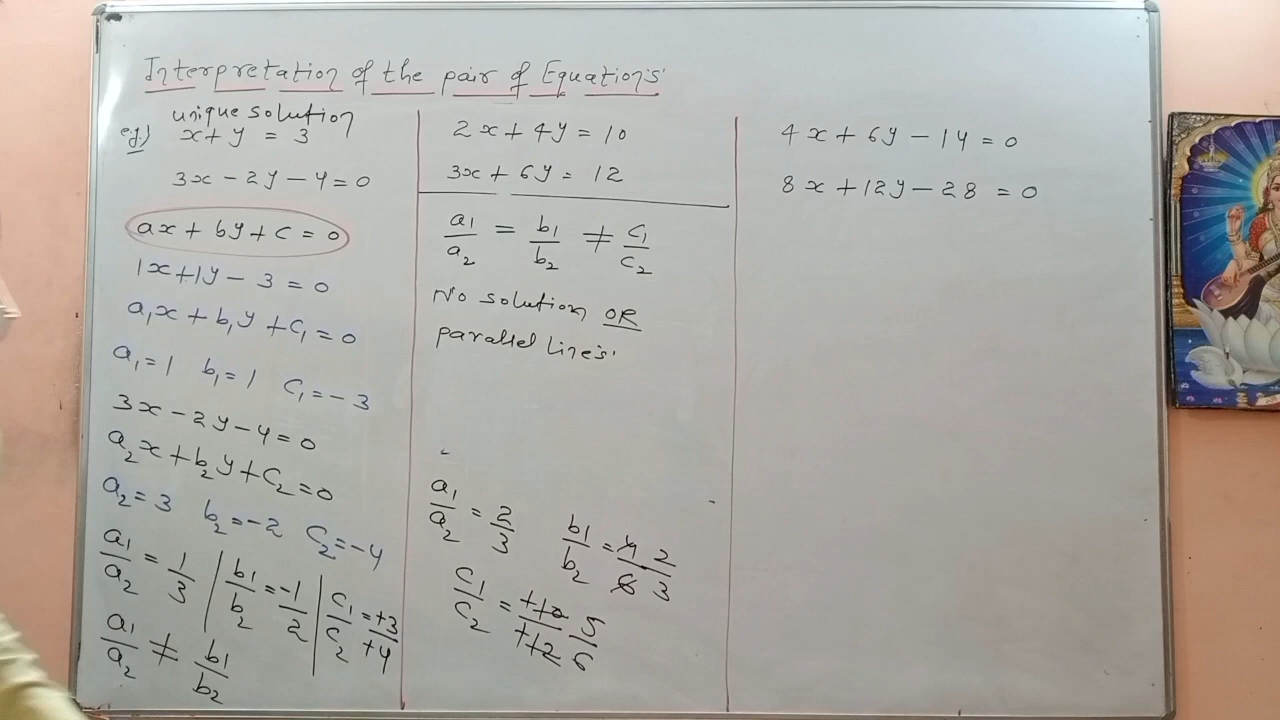 Interpretation of the pair of Equations
unique solution
eg) x + y = 3
3x - 2y - 4 = 0
ax + by + c = 0
1x + 1y - 3 = 0
a₁x + b₁y + c₁ = 0
a₁ = 1 b₁ = 1 c₁ = -3
3x - 2y - 4 = 0
a₂x + b₂y + c₂ = 0
a₂ = 3 b₂ = -2 c₂ = -4
a₁/a₂ = 1/3 | b₁/b₂ = -1/2 | c₁/c₂ = +3/+4
a₁/a₂ ≠ b₁/b₂
2x + 4y = 10
3x + 6y = 12
a₁/a₂ = b₁/b₂ ≠ c₁/c₂
No solution OR
parallel lines
a₁/a₂ = 2/3 b₁/b₂ = 4/6 2/3
c₁/c₂ = +10/+12 5/6
4x + 6y - 14 = 0
8x + 12y - 28 = 0